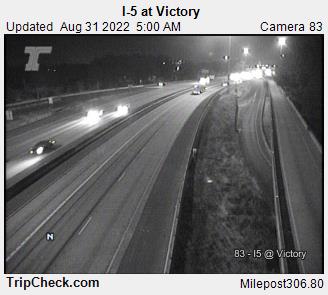 I-5 at Victory
Updated Aug 31 2022 5:00 AM Camera 83
T
N
83 - I5 @ Victory
TripCheck.com Milepost306.80